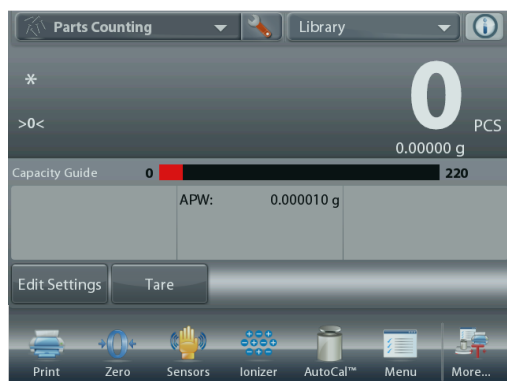 Parts Counting Library
*
>0<
0 PCS
0.00000 g
Capacity Guide 0 220
APW: 0.000010 g
Edit Settings Tare
Print Zero Sensors Ionizer AutoCal™ Menu More...